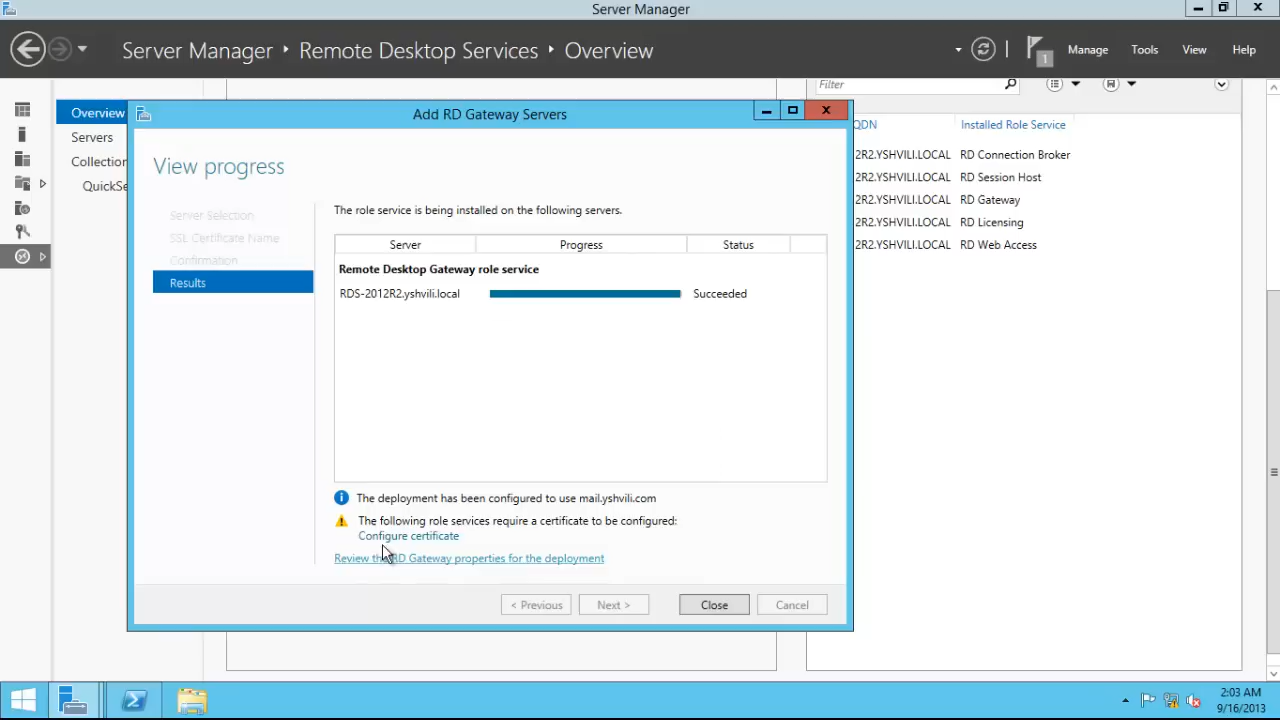 Server Manager
Server Manager ‣ Remote Desktop Services ‣ Overview
1
Manage Tools View Help
Filter
Overview
Servers
Collection
QuickSe
QDN Installed Role Service
2R2.YSHVILI.LOCAL RD Connection Broker
2R2.YSHVILI.LOCAL RD Session Host
2R2.YSHVILI.LOCAL RD Gateway
2R2.YSHVILI.LOCAL RD Licensing
2R2.YSHVILI.LOCAL RD Web Access
Add RD Gateway Servers
View progress
Server Selection
SSL Certificate Name
Confirmation
Results
The role service is being installed on the following servers.
Server Progress Status
Remote Desktop Gateway role service
RDS-2012R2.yshvili.local Succeeded
The deployment has been configured to use mail.yshvili.com
The following role services require a certificate to be configured:
Configure certificate
Review the RD Gateway properties for the deployment
< Previous Next > Close Cancel
2:03 AM
9/16/2013